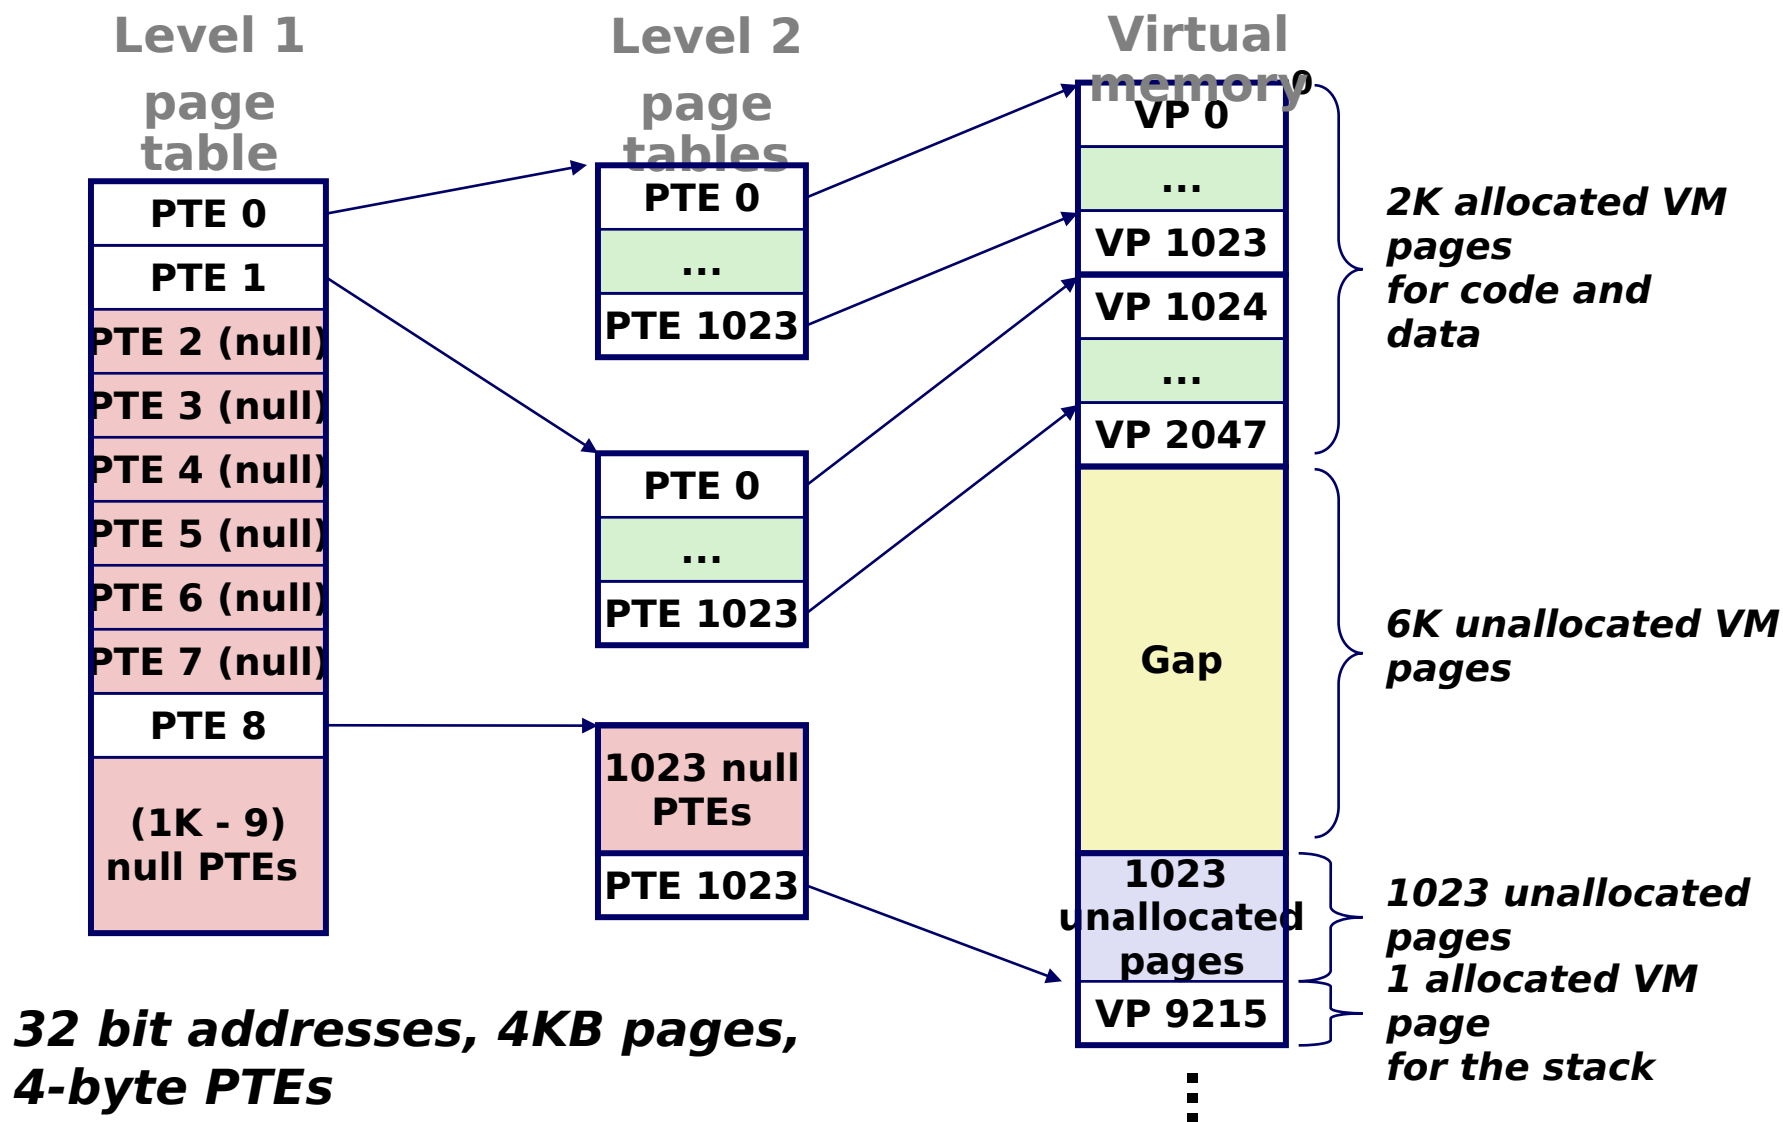 Level 1
page
table
PTE 0
PTE 1
PTE 2 (null)
PTE 3 (null)
PTE 4 (null)
PTE 5 (null)
PTE 6 (null)
PTE 7 (null)
PTE 8
(1K - 9)
null PTEs
Level 2
page
tables
PTE 0
...
PTE 1023
PTE 0
...
PTE 1023
1023 null
PTEs
PTE 1023
Virtual
memory
0
VP 0
...
VP 1023
VP 1024
...
VP 2047
Gap
1023
unallocated
pages
VP 9215
2K allocated VM
pages
for code and
data
6K unallocated VM
pages
1023 unallocated
pages
1 allocated VM
page
for the stack
32 bit addresses, 4KB pages,
4-byte PTEs